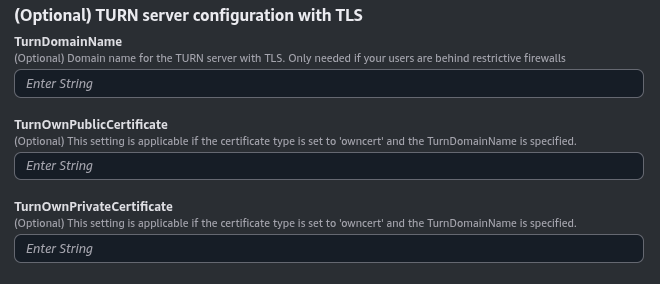 (Optional) TURN server configuration with TLS
TurnDomainName
(Optional) Domain name for the TURN server with TLS. Only needed if your users are behind restrictive firewalls
Enter String
TurnOwnPublicCertificate
(Optional) This setting is applicable if the certificate type is set to 'owncert' and the TurnDomainName is specified.
Enter String
TurnOwnPrivateCertificate
(Optional) This setting is applicable if the certificate type is set to 'owncert' and the TurnDomainName is specified.
Enter String